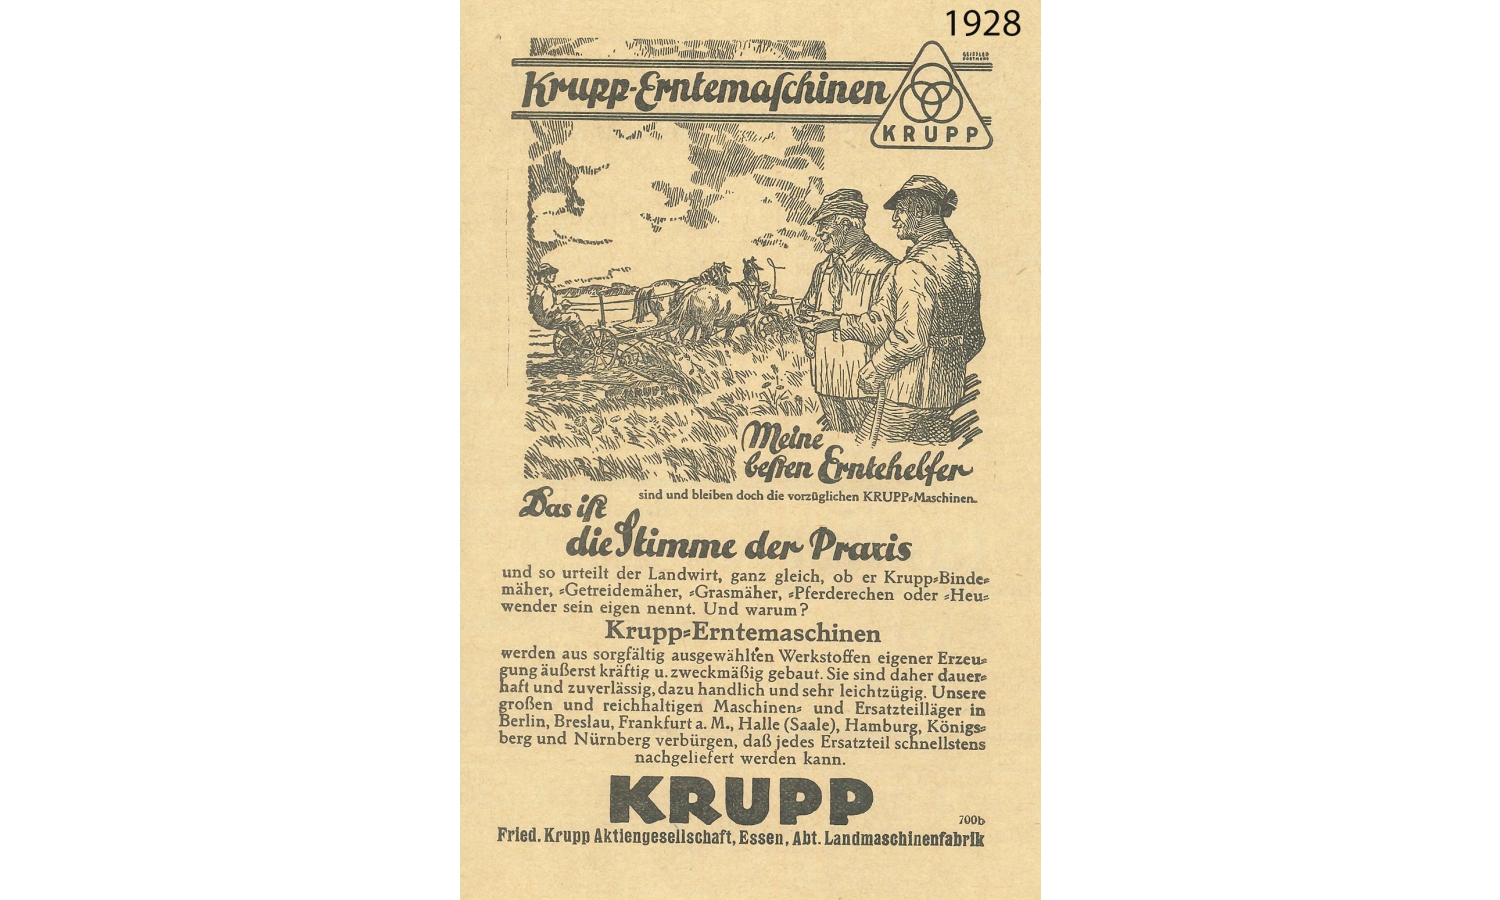 1928
GEISSLER
DORTMUND
Krupp-Erntemaſchinen
KRUPP
KRUPP
Meine
beſten Erntehelfer
sind und bleiben doch die vorzüglichen KRUPP⸗Maschinen.
Das iſt
die Stimme der Praxis
und so urteilt der Landwirt, ganz gleich, ob er Krupp⸗Binde⸗
mäher, ⸗Getreidemäher, ⸗Grasmäher, ⸗Pferderechen oder ⸗Heu⸗
wender sein eigen nennt. Und warum?
Krupp⸗Erntemaschinen
werden aus sorgfältig ausgewählten Werkstoffen eigener Erzeu⸗
gung äußerst kräftig u. zweckmäßig gebaut. Sie sind daher dauer⸗
haft und zuverlässig, dazu handlich und sehr leichtzügig. Unsere
großen und reichhaltigen Maschinen⸗ und Ersatzteilläger in
Berlin, Breslau, Frankfurt a. M., Halle (Saale), Hamburg, Königs⸗
berg und Nürnberg verbürgen, daß jedes Ersatzteil schnellstens
nachgeliefert werden kann.
KRUPP
700b
Fried. Krupp Aktiengesellschaft, Essen, Abt. Landmaschinenfabrik